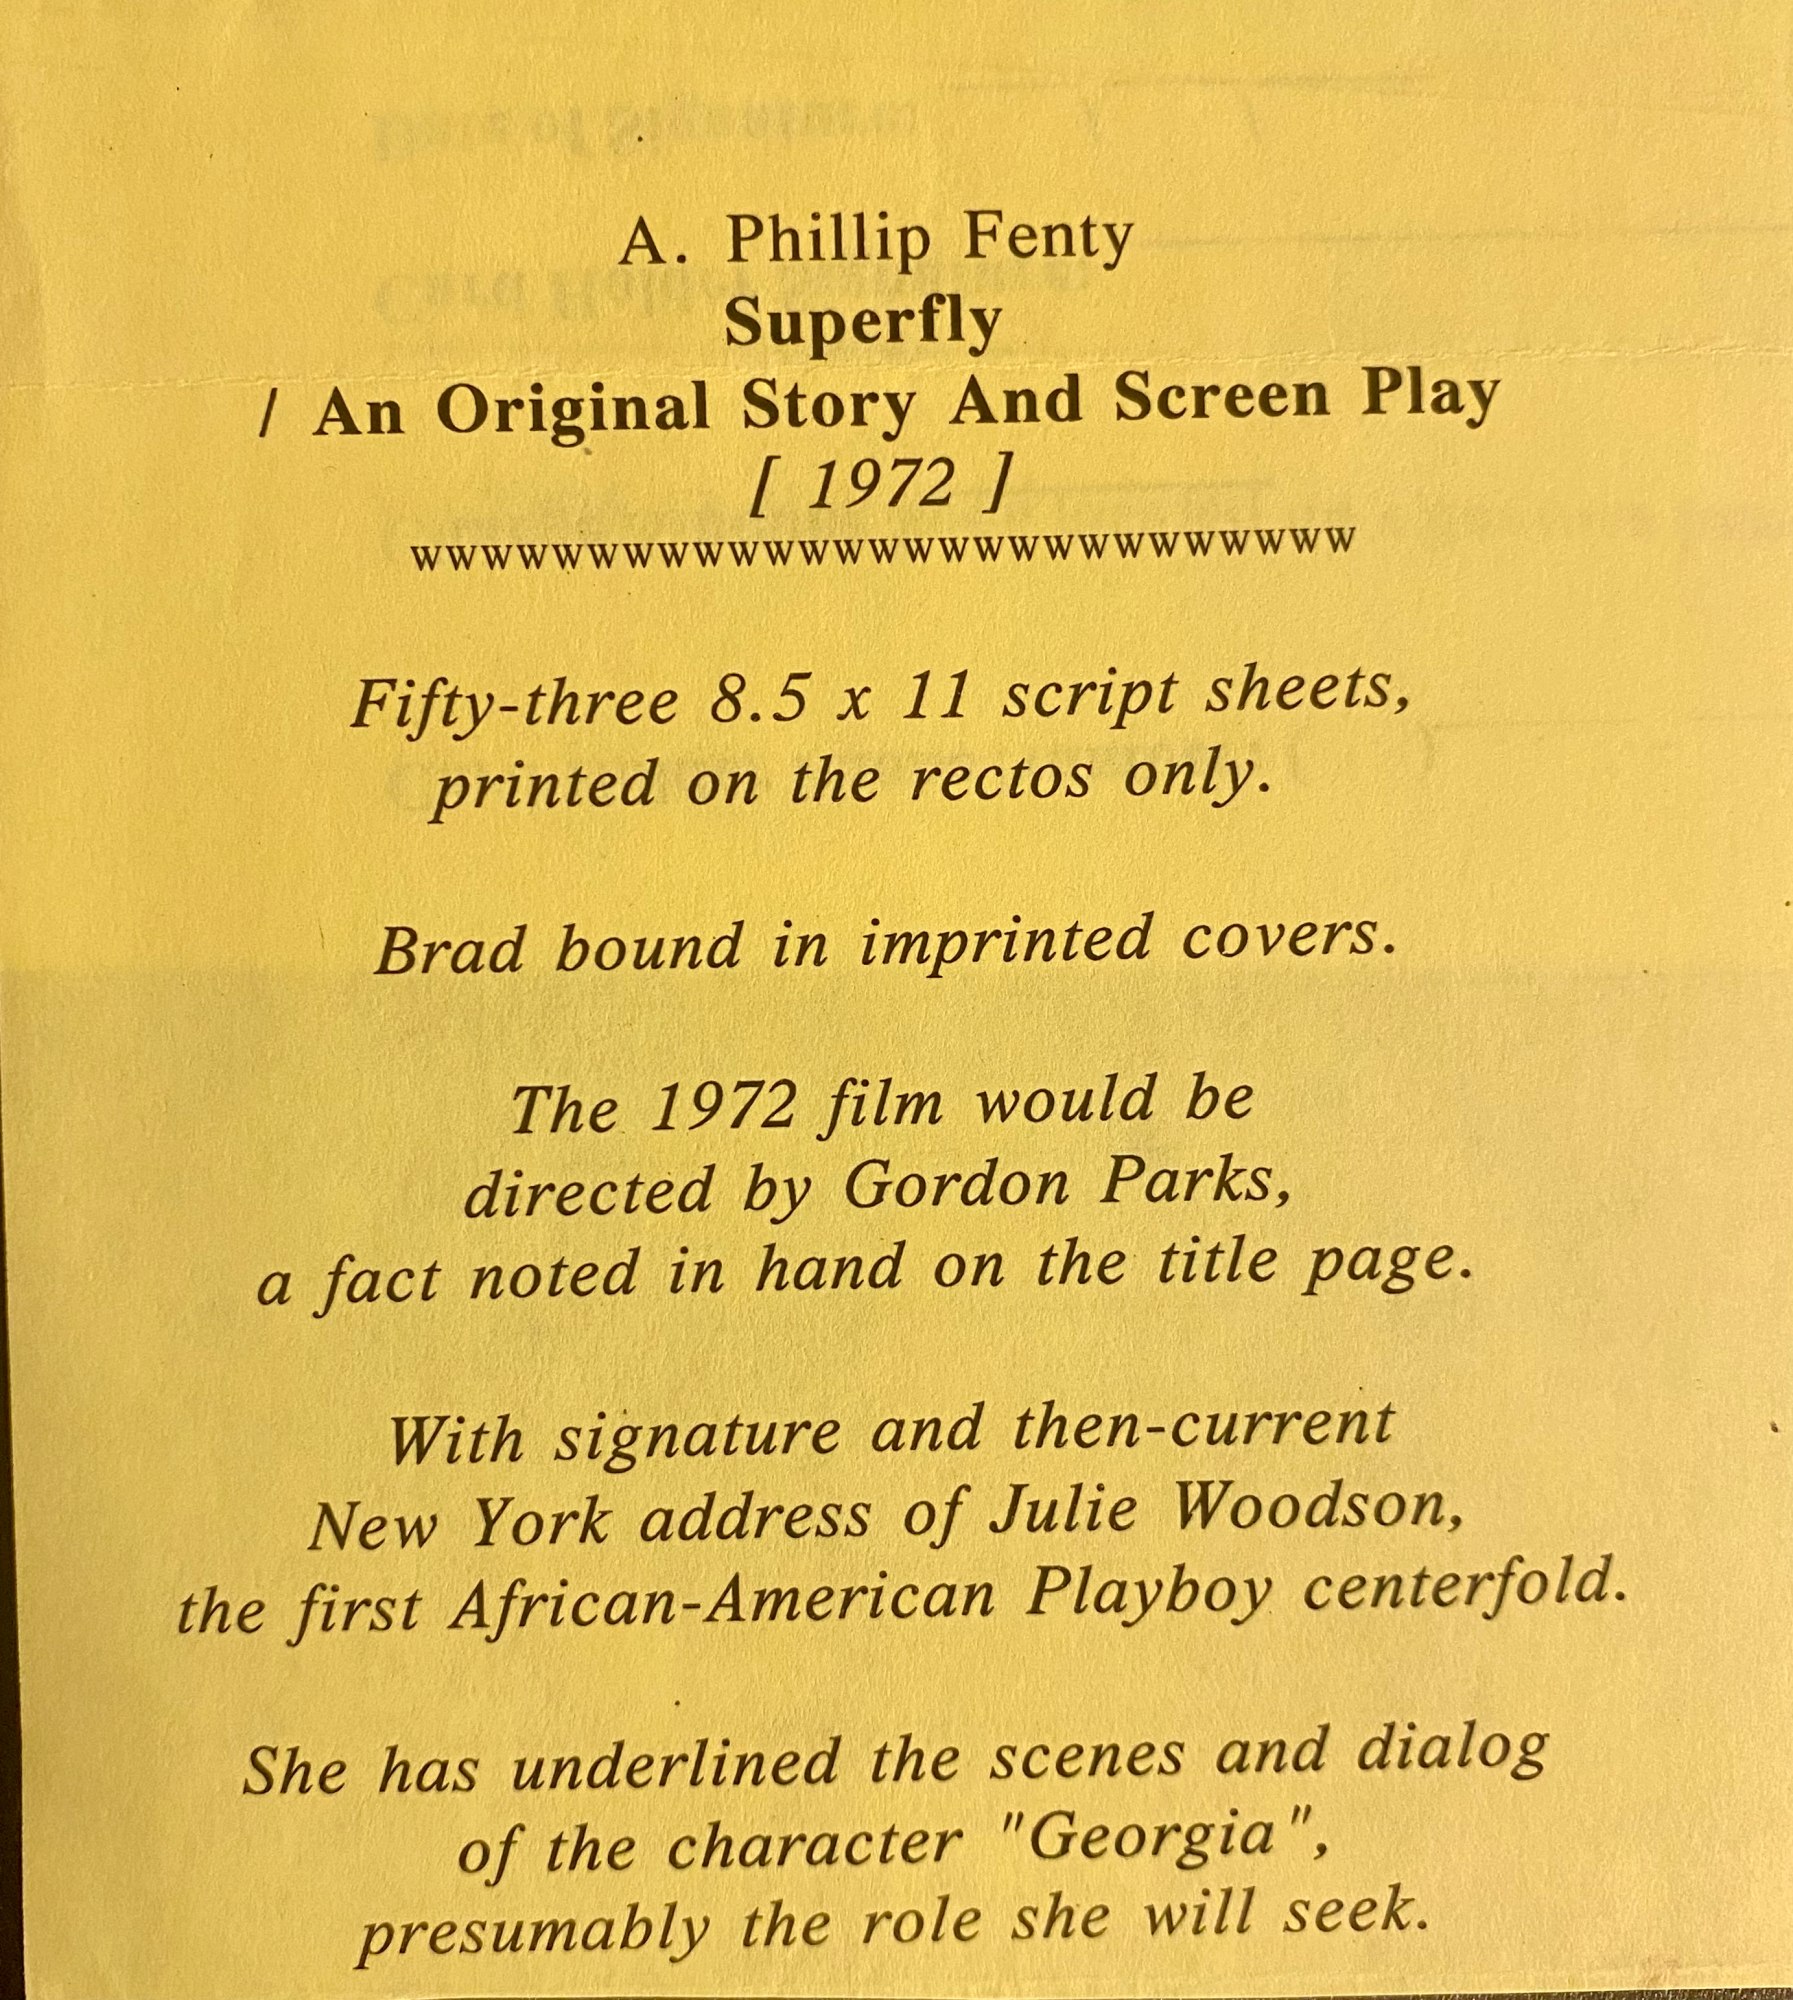 A. Phillip Fenty
Superfly
/ An Original Story And Screen Play
[ 1972 ]
wwwwwwwwwwwwwwwwwwwwwwwwwww
Fifty-three 8.5 x 11 script sheets,
printed on the rectos only.
Brad bound in imprinted covers.
The 1972 film would be
directed by Gordon Parks,
a fact noted in hand on the title page.
With signature and then-current
New York address of Julie Woodson,
the first African-American Playboy centerfold.
She has underlined the scenes and dialog
of the character "Georgia",
presumably the role she will seek.